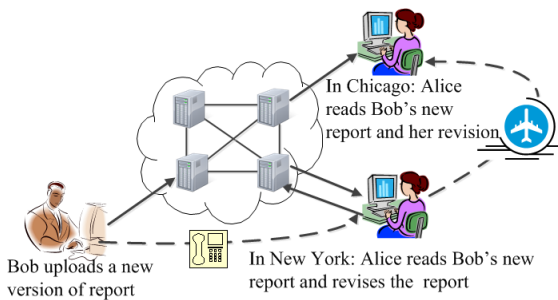 In Chicago: Alice
reads Bob's new
report and her revision
Bob uploads a new
version of report
In New York: Alice reads Bob's new
report and revises the  report